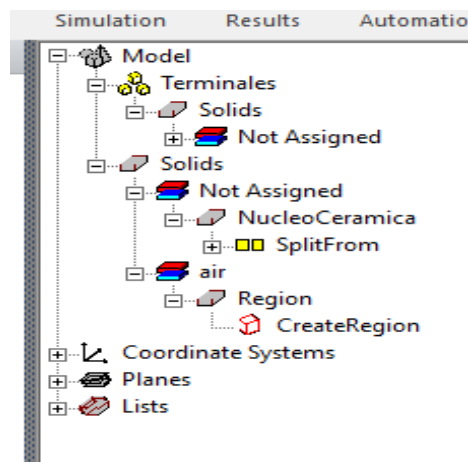 Simulation Results Automatio
Model
Terminales
Solids
Not Assigned
Solids
Not Assigned
NucleoCeramica
SplitFrom
air
Region
CreateRegion
Coordinate Systems
Planes
Lists